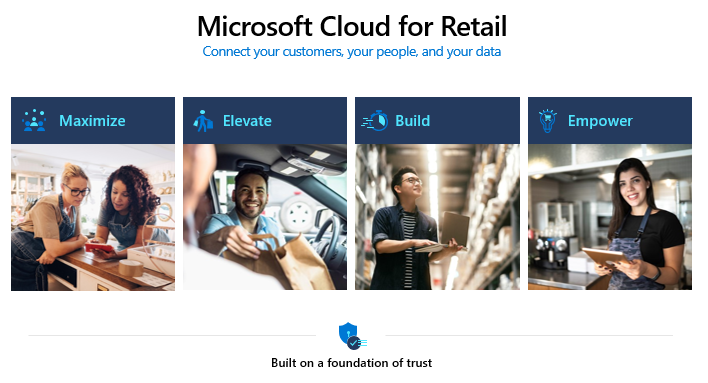 Microsoft Cloud for Retail
Connect your customers, your people, and your data
Maximize
Elevate
Build
Empower
Built on a foundation of trust